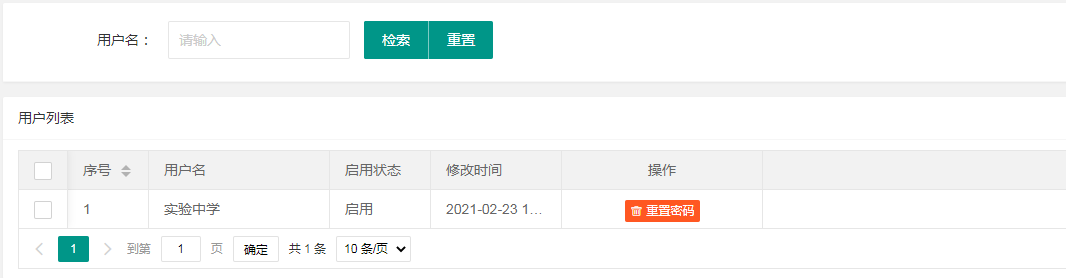 用户名： 请输入 检索 重置
用户列表
序号 用户名 启用状态 修改时间 操作
1 实验中学 启用 2021-02-23 1... 重置密码
1 到第 1 页 确定 共 1 条 10 条/页